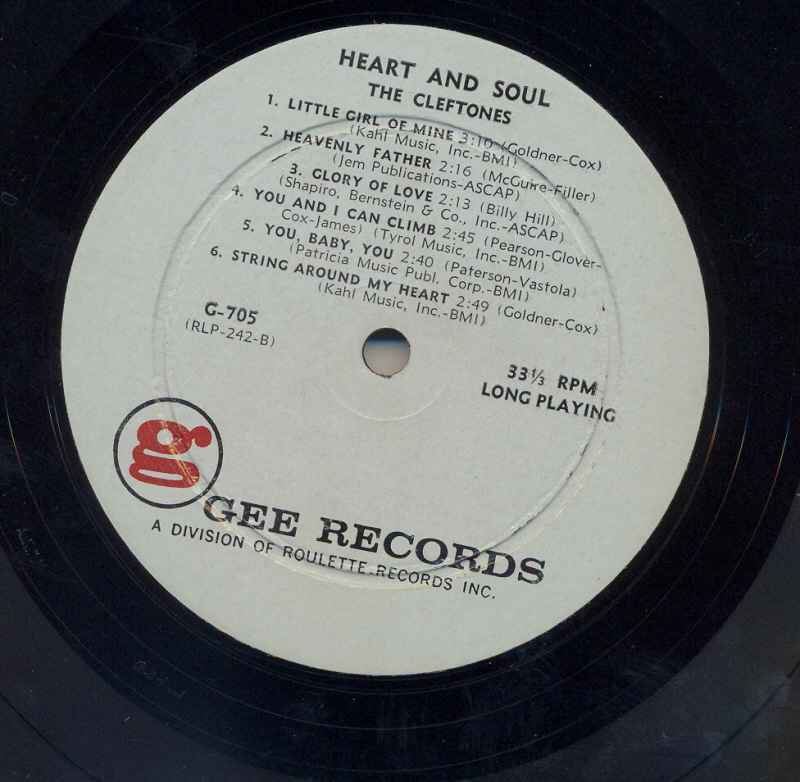 HEART AND SOUL
THE CLEFTONES
1. LITTLE GIRL OF MINE 3:10 (Goldner-Cox)
(Kahl Music, Inc.-BMI)
2. HEAVENLY FATHER 2:16 (McGuire-Filler)
(Jem Publications-ASCAP)
3. GLORY OF LOVE 2:13 (Billy Hill)
(Shapiro, Bernstein & Co., Inc.-ASCAP)
4. YOU AND I CAN CLIMB 2:45 (Pearson-Glover-
Cox-James) (Tyrol Music, Inc.-BMI)
5. YOU, BABY, YOU 2:40 (Paterson-Vastola)
(Patricia Music Publ. Corp.-BMI)
6. STRING AROUND MY HEART 2:49 (Goldner-Cox)
(Kahl Music, Inc.-BMI)
G-705
(RLP-242-B)
33⅓ RPM
LONG PLAYING
g
GEE RECORDS
A DIVISION OF ROULETTE RECORDS INC.